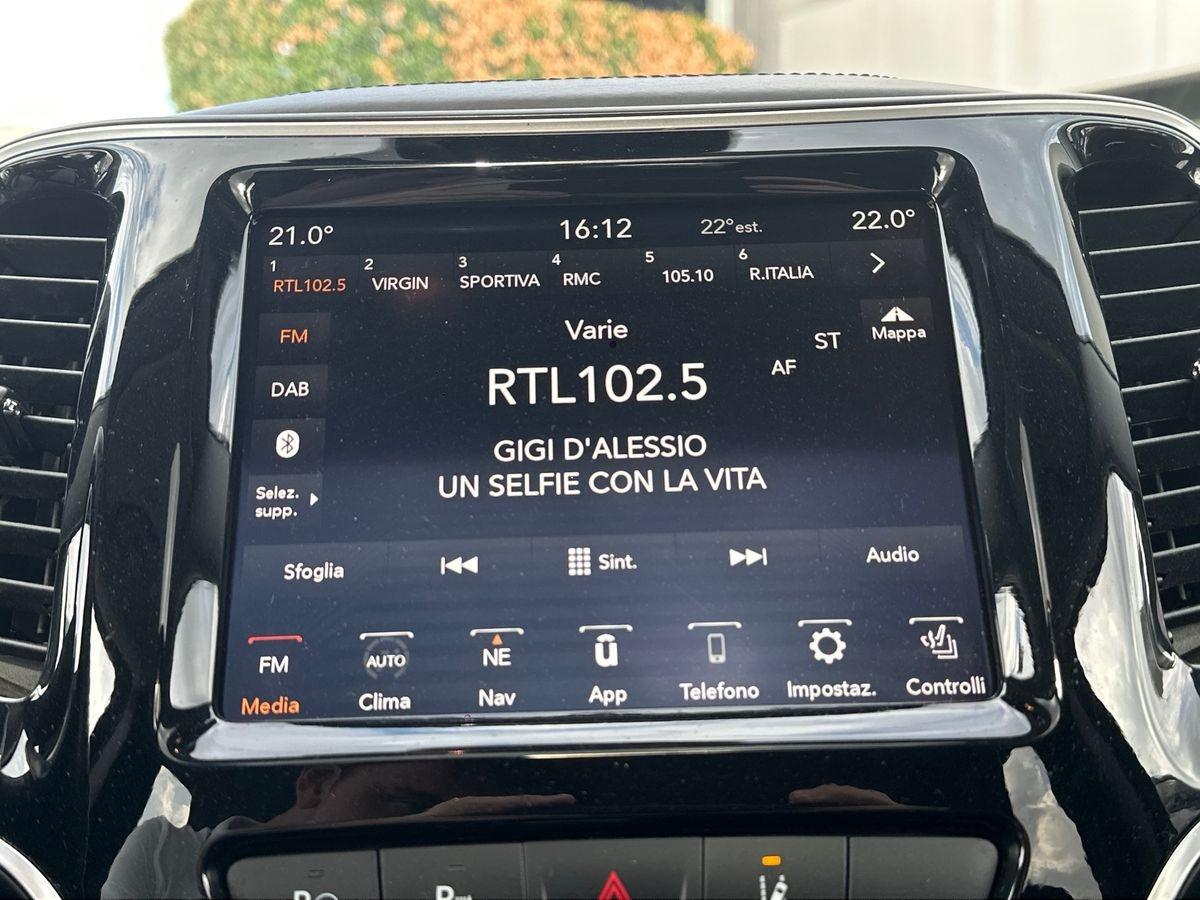 21.0° 16:12 22°est. 22.0°
1 RTL102.5 2 VIRGIN 3 SPORTIVA 4 RMC 5 105.10 6 R.ITALIA
FM
DAB
Selez.
supp.
Varie
RTL102.5
AF
ST
Mappa
GIGI D'ALESSIO
UN SELFIE CON LA VITA
Sfoglia Sint. Audio
FM AUTO NE
Media Clima Nav App Telefono Impostaz. Controlli